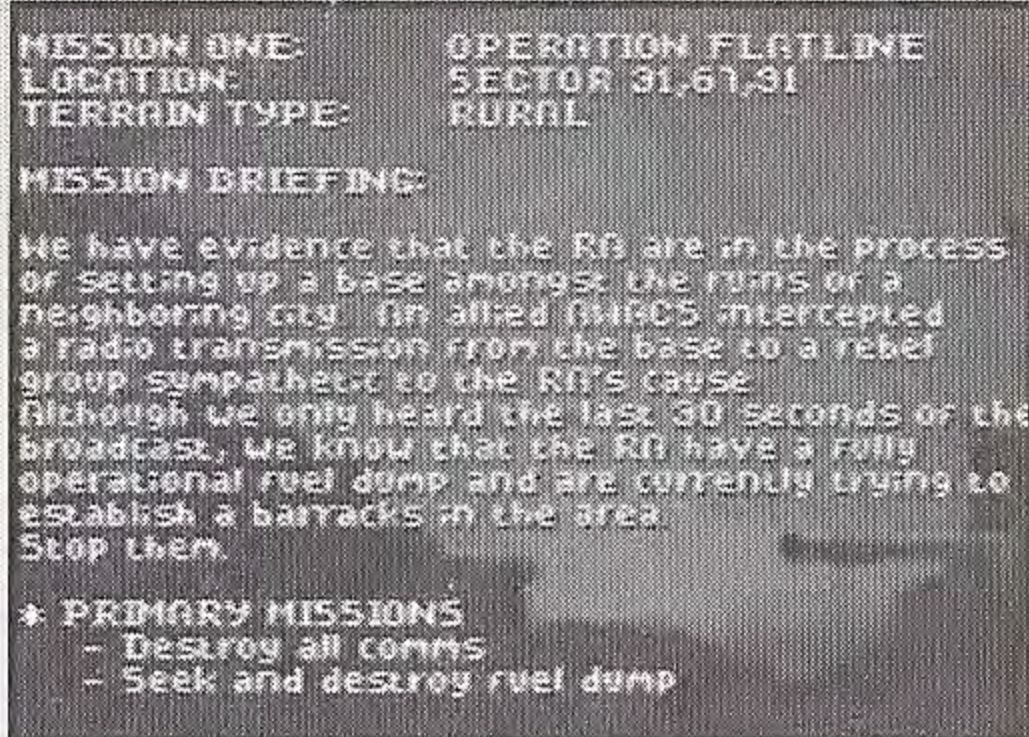 MISSION ONE: OPERATION FLATLINE
LOCATION: SECTOR 31,67,31
TERRAIN TYPE: RURAL
MISSION BRIEFING:
We have evidence that the RA are in the process
of setting up a base amongst the ruins of a
neighboring city. An allied AWACS intercepted
a radio transmission from the base to a rebel
group sympathetic to the RA's cause.
Although we only heard the last 30 seconds of the
broadcast, we know that the RA have a fully
operational fuel dump and are currently trying to
establish a barracks in the area.
Stop them.
* PRIMARY MISSIONS
- Destroy all comms
- Seek and destroy fuel dump